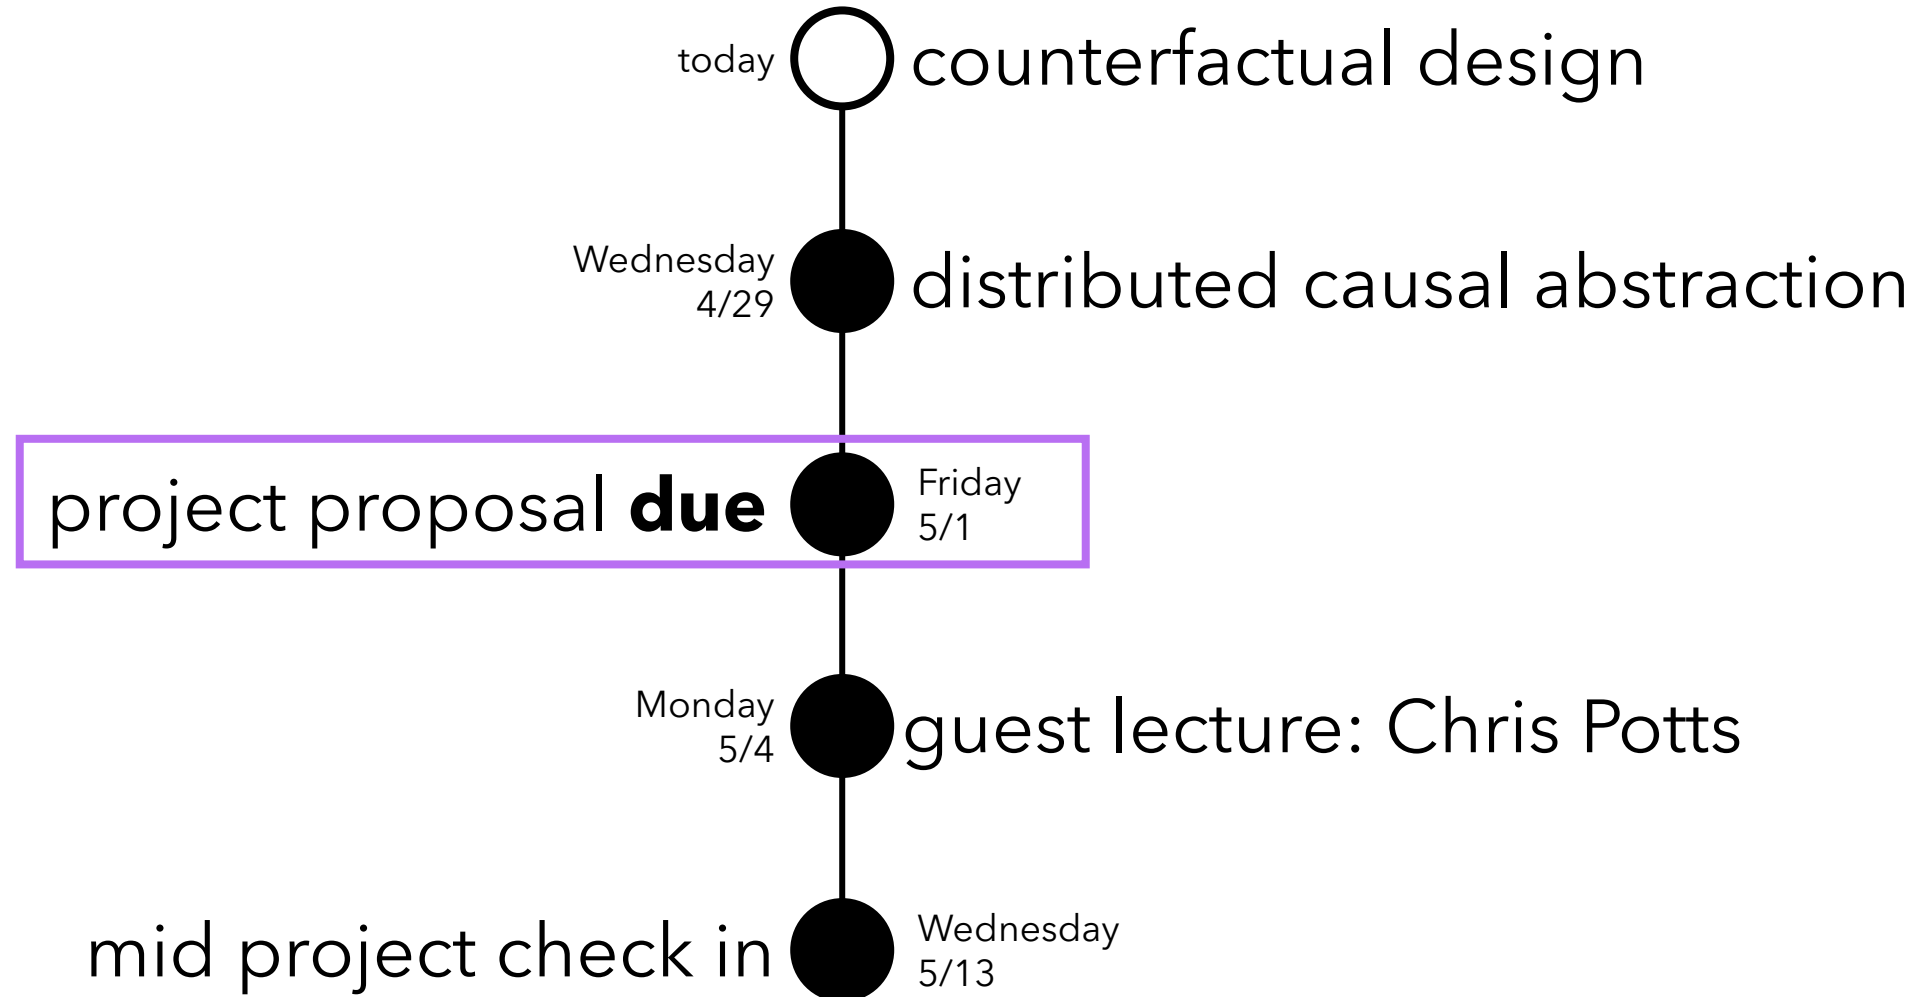 today
counterfactual design
Wednesday
4/29
distributed causal abstraction
project proposal due
Friday
5/1
Monday
5/4
guest lecture: Chris Potts
mid project check in
Wednesday
5/13